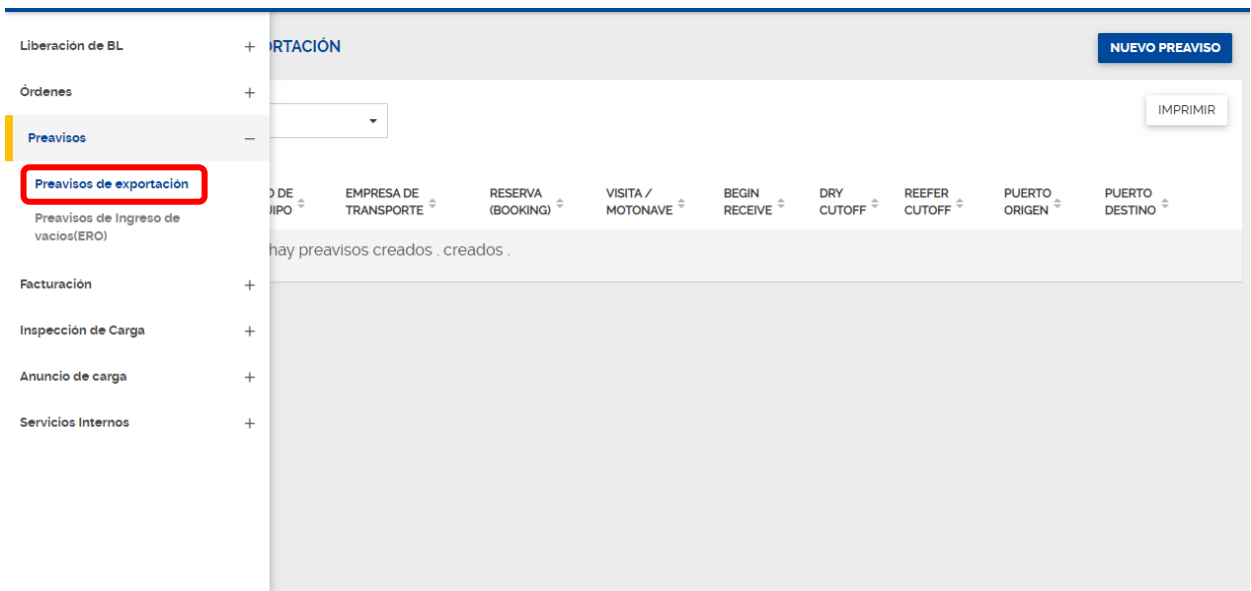 Liberación de BL
Órdenes
Preavisos
Preavisos de exportación
Preavisos de Ingreso de
vacios(ERO)
Facturación
Inspección de Carga
Anuncio de carga
Servicios Internos
RTACIÓN
NUEVO PREAVISO
IMPRIMIR
DE
IPO
EMPRESA DE
TRANSPORTE
RESERVA
(BOOKING)
VISITA /
MOTONAVE
BEGIN
RECEIVE
DRY
CUTOFF
REEFER
CUTOFF
PUERTO
ORIGEN
PUERTO
DESTINO
hay preavisos creados . creados .